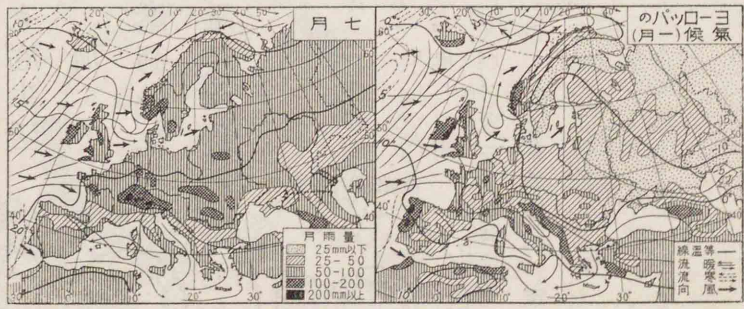 ヨーロッパの
氣候(一月)
七月
月雨量
25mm以下
25-50
50-100
100-200
200mm以上
等溫線
暖流
寒流
風向